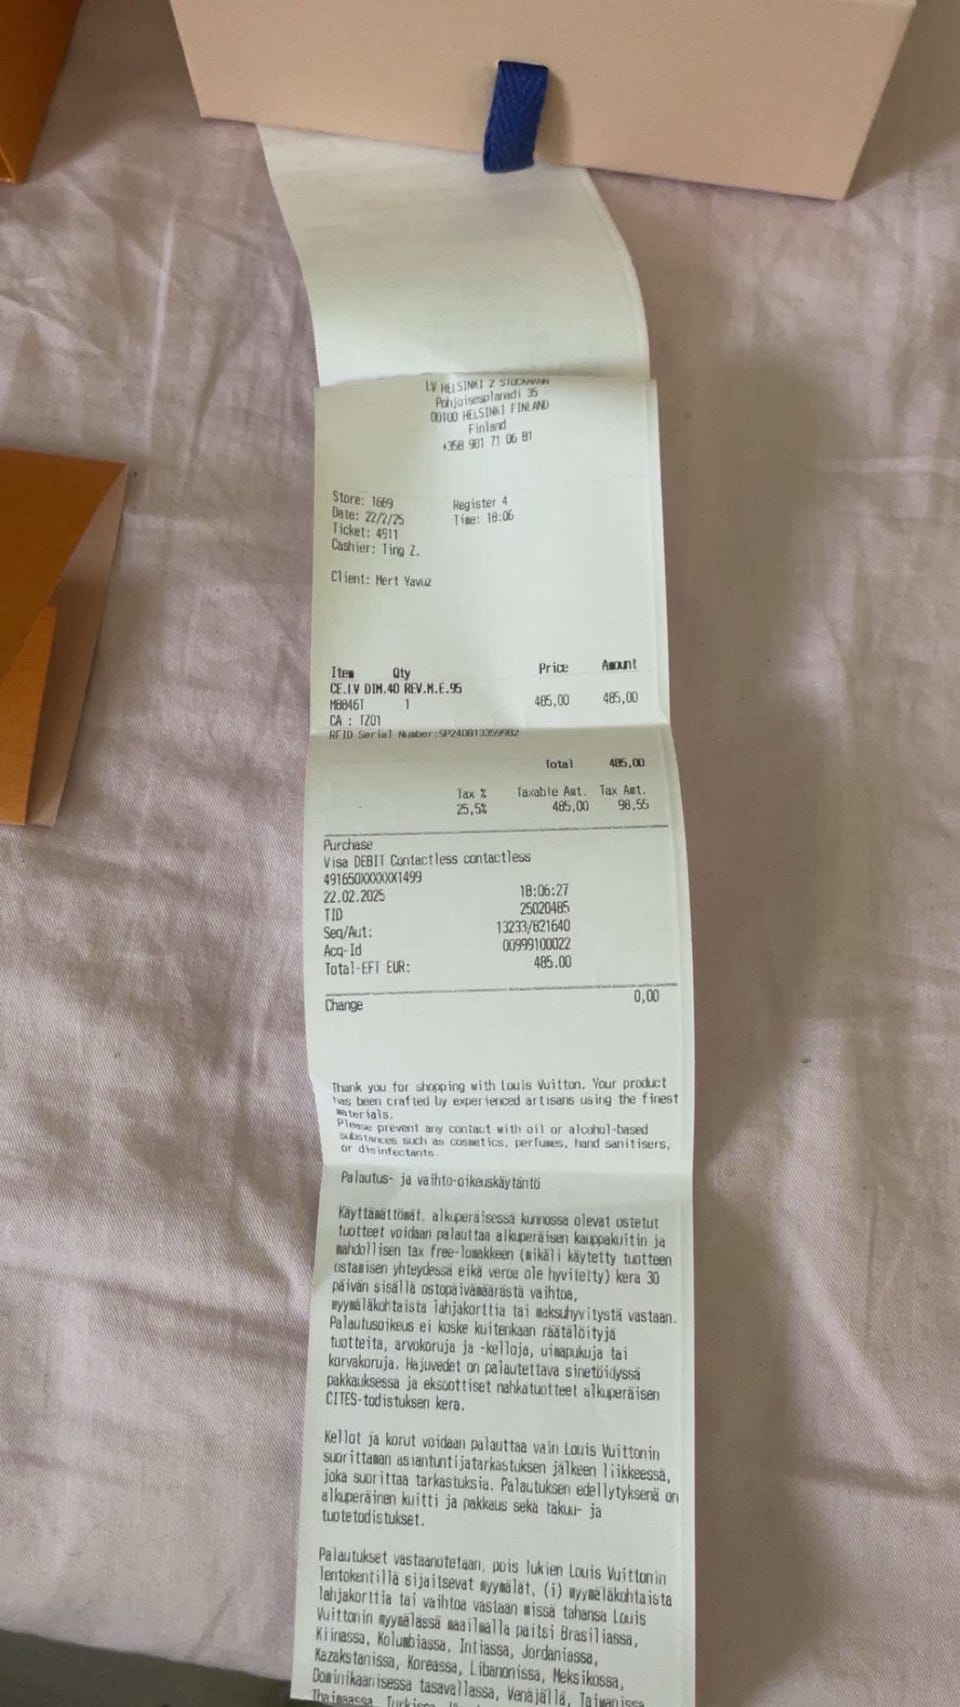 LV HELSINKI 2 STOCKMANN
Pohjoisesplanadi 35
00100 HELSINKI FINLAND
Finland
+358 981 71 06 81
Store: 1689 Register 4
Date: 22/2/25 Time: 18:06
Ticket: 4911
Cashier: Ting Z.
Client: Mert Yavuz
Item Qty Price Amount
CE.LV DIM.40 REV.M.E.95
M8846T 1 485,00 485,00
CA : TZ01
RFID Serial Number:SP240813359982
Total 485,00
Tax % Taxable Amt. Tax Amt.
25,5% 485,00 98,55
Purchase
Visa DEBIT Contactless contactless
491650XXXXXX1499
22.02.2025 18:06:27
TID 25020485
Seq/Aut: 13233/821640
Acq-Id 00999100022
Total-EFT EUR: 485.00
Change 0,00
Thank you for shopping with Louis Vuitton. Your product
has been crafted by experienced artisans using the finest
materials.
Please prevent any contact with oil or alcohol-based
substances such as cosmetics, perfumes, hand sanitisers,
or disinfectants.
Palautus- ja vaihto-oikeuskäytäntö
Käyttämättömät, alkuperäisessä kunnossa olevat ostetut
tuotteet voidaan palauttaa alkuperäisen kauppakuitin ja
mahdollisen tax free-lomakkeen (mikäli käytetty tuotteen
ostamisen yhteydessä eikä veroa ole hyvitetty) kera 30
päivän sisällä ostopäivämäärästä vaihtoa,
myymäläkohtaista lahjakorttia tai maksuhyvitystä vastaan.
Palautusoikeus ei koske kuitenkaan räätälöityjä
tuotteita, arvokoruja ja -kelloja, uimapukuja tai
korvakoruja. Hajuvedet on palautettava sinetöidyssä
pakkauksessa ja eksoottiset nahkatuotteet alkuperäisen
CITES-todistuksen kera.
Kellot ja korut voidaan palauttaa vain Louis Vuittonin
suorittaman asiantuntijatarkastuksen jälkeen liikkeessä,
joka suorittaa tarkastuksia. Palautuksen edellytyksenä on
alkuperäinen kuitti ja pakkaus sekä takuu- ja
tuotetodistukset.
Palautukset vastaanotetaan, pois lukien Louis Vuittonin
lentokentillä sijaitsevat myymälät, (i) myymäläkohtaista
lahjakorttia tai vaihtoa vastaan missä tahansa Louis
Vuittonin myymälässä maailmalla paitsi Brasiliassa,
Kiinassa, Kolumbiassa, Intiassa, Jordaniassa,
Kazakstanissa, Koreassa, Libanonissa, Meksikossa,
Dominikaanisessa tasavallassa, Venäjällä, Taiwanissa
Thaimaassa,